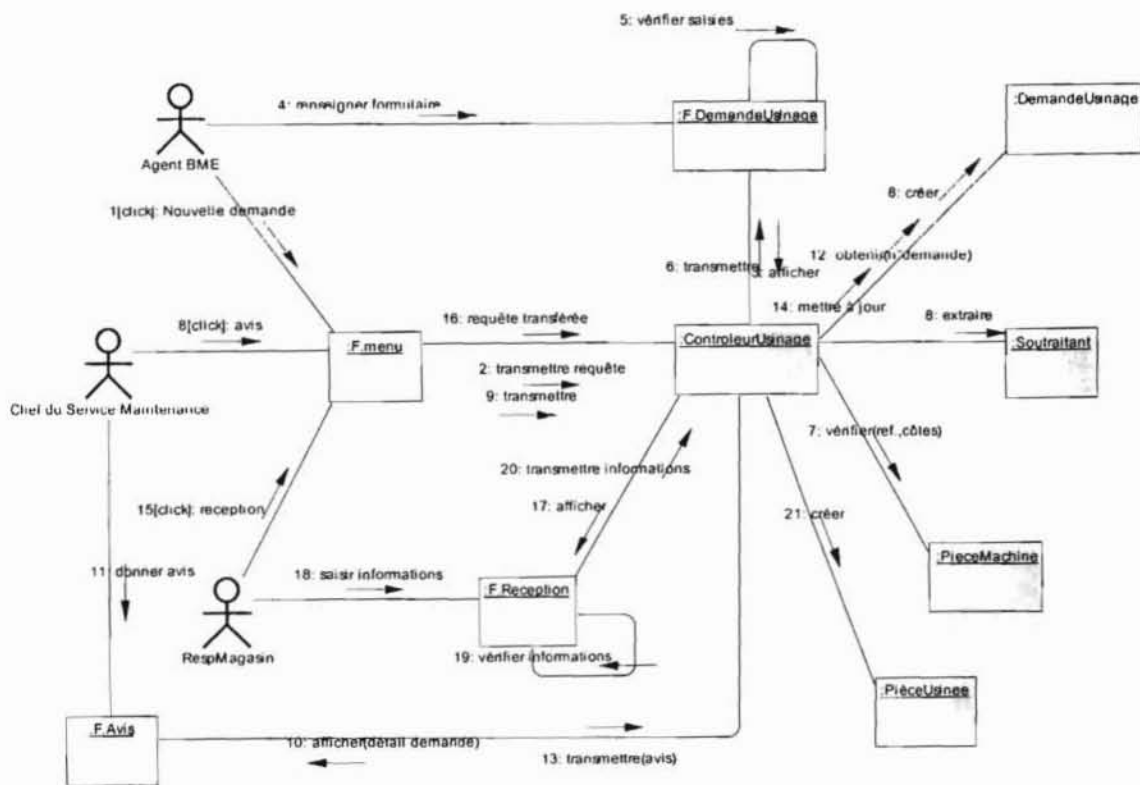 5: vérifier saisies
4: renseigner formulaire
:F.DemandeUsinage
:DemandeUsinage
Agent BME
1[click]: Nouvelle demande
8: créer
6: transmettre
3: afficher
12: obtenir(n°demande)
14: mettre à jour
8[click]: avis
16: requête transférée
:F.menu
:ControleurUsinage
8: extraire
:Soutraitant
2: transmettre requête
9: transmettre
Chef du Service Maintenance
7: vérifier(ref.,côtes)
20: transmettre informations
15[click]: reception
17: afficher
21: créer
:PieceMachine
11: donner avis
18: saisir informations
:F.Reception
RespMagasin
19: vérifier informations
:PièceUsinee
:F.Avis
10: afficher(détail demande)
13: transmettre(avis)